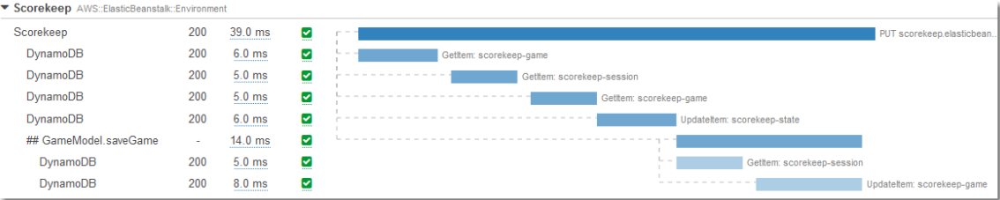 Scorekeep AWS::ElasticBeanstalk::Environment
Scorekeep 200 39.0 ms PUT scorekeep.elasticbean...
DynamoDB 200 6.0 ms GetItem: scorekeep-game
DynamoDB 200 5.0 ms GetItem: scorekeep-session
DynamoDB 200 5.0 ms GetItem: scorekeep-game
DynamoDB 200 6.0 ms UpdateItem: scorekeep-state
## GameModel.saveGame - 14.0 ms
DynamoDB 200 5.0 ms GetItem: scorekeep-session
DynamoDB 200 8.0 ms UpdateItem: scorekeep-game